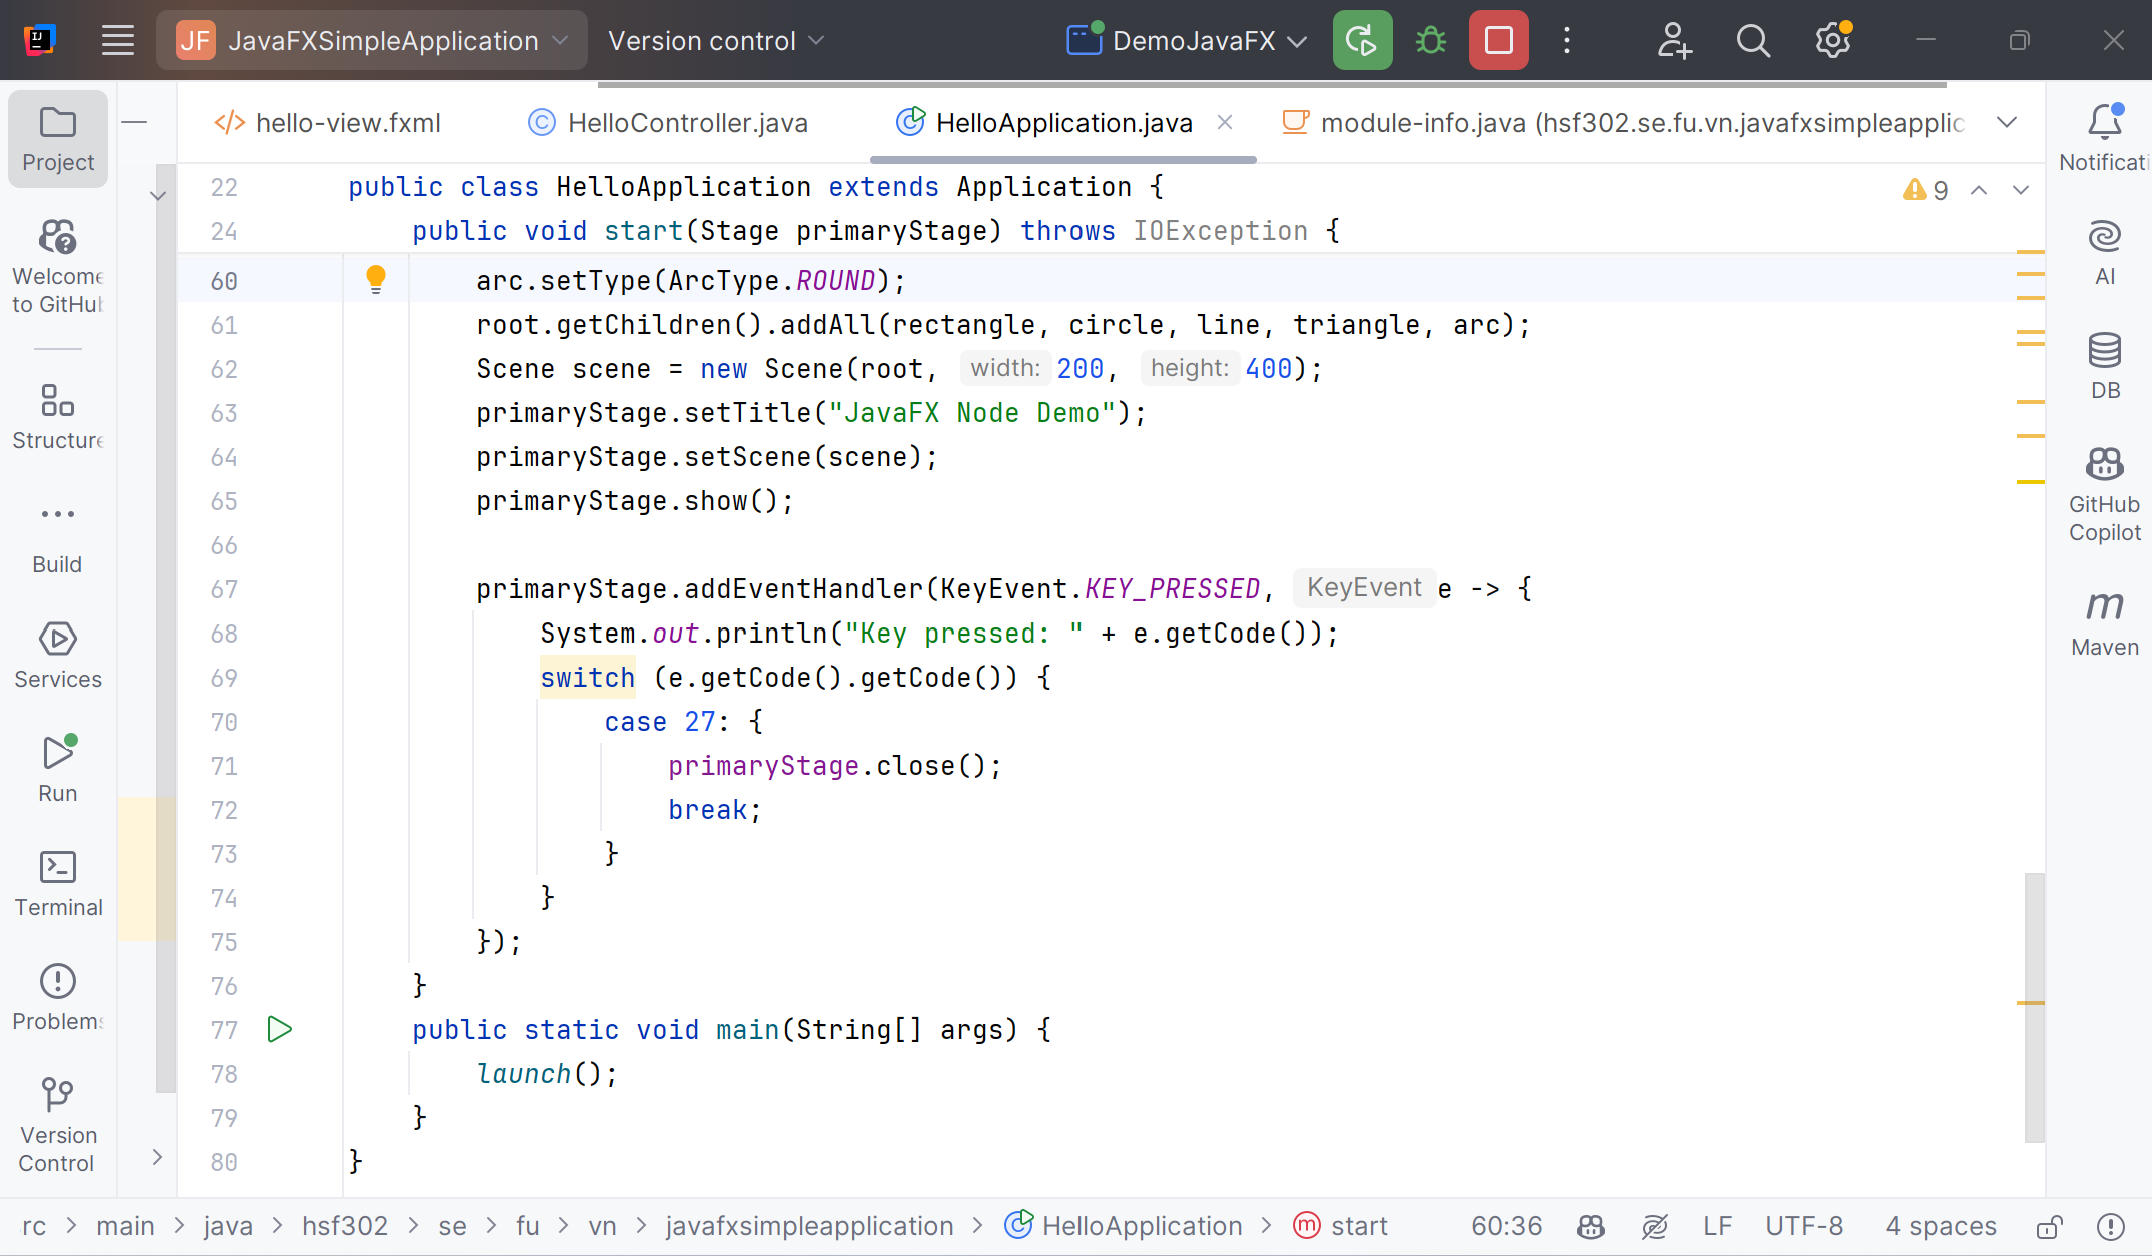 JF JavaFXSimpleApplication Version control DemoJavaFX
hello-view.fxml HelloController.java HelloApplication.java module-info.java (hsf302.se.fu.vn.javafxsimpleapplic
Project
Welcome
to GitHub
Structure
Build
Services
Run
Terminal
Problems
Version
Control
22 public class HelloApplication extends Application {
24 public void start(Stage primaryStage) throws IOException {
9
60 arc.setType(ArcType.ROUND);
61 root.getChildren().addAll(rectangle, circle, line, triangle, arc);
62 Scene scene = new Scene(root, width: 200, height: 400);
63 primaryStage.setTitle("JavaFX Node Demo");
64 primaryStage.setScene(scene);
65 primaryStage.show();
66
67 primaryStage.addEventHandler(KeyEvent.KEY_PRESSED, KeyEvent e -> {
68 System.out.println("Key pressed: " + e.getCode());
69 switch (e.getCode().getCode()) {
70 case 27: {
71 primaryStage.close();
72 break;
73 }
74 }
75 });
76 }
77 public static void main(String[] args) {
78 launch();
79 }
80 }
Notificati
AI
DB
GitHub
Copilot
m
Maven
rc > main > java > hsf302 > se > fu > vn > javafxsimpleapplication > HelloApplication > m start 60:36 LF UTF-8 4 spaces